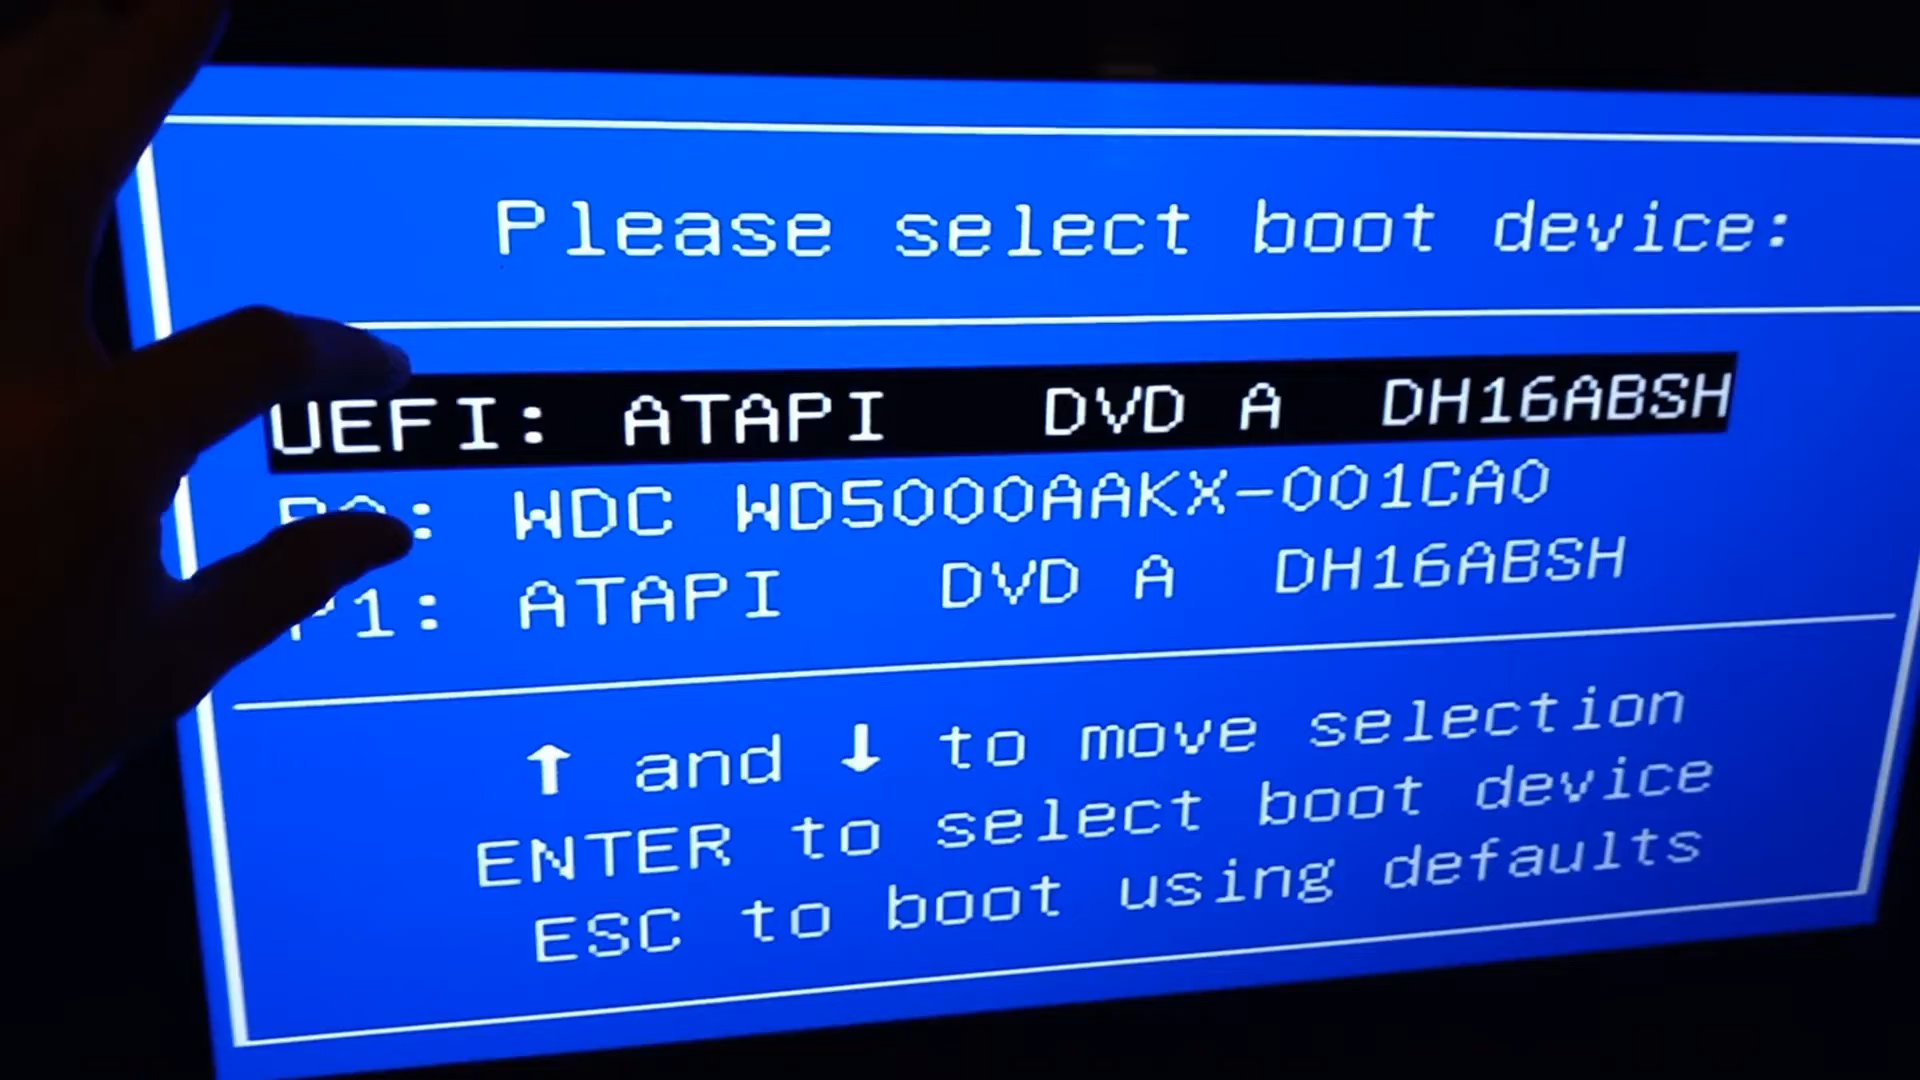 Please select boot device:
UEFI: ATAPI DVD A DH16ABSH
WDC WD5000AAKX-001CA0
P1: ATAPI DVD A DH16ABSH
↑ and ↓ to move selection
ENTER to select boot device
ESC to boot using defaults